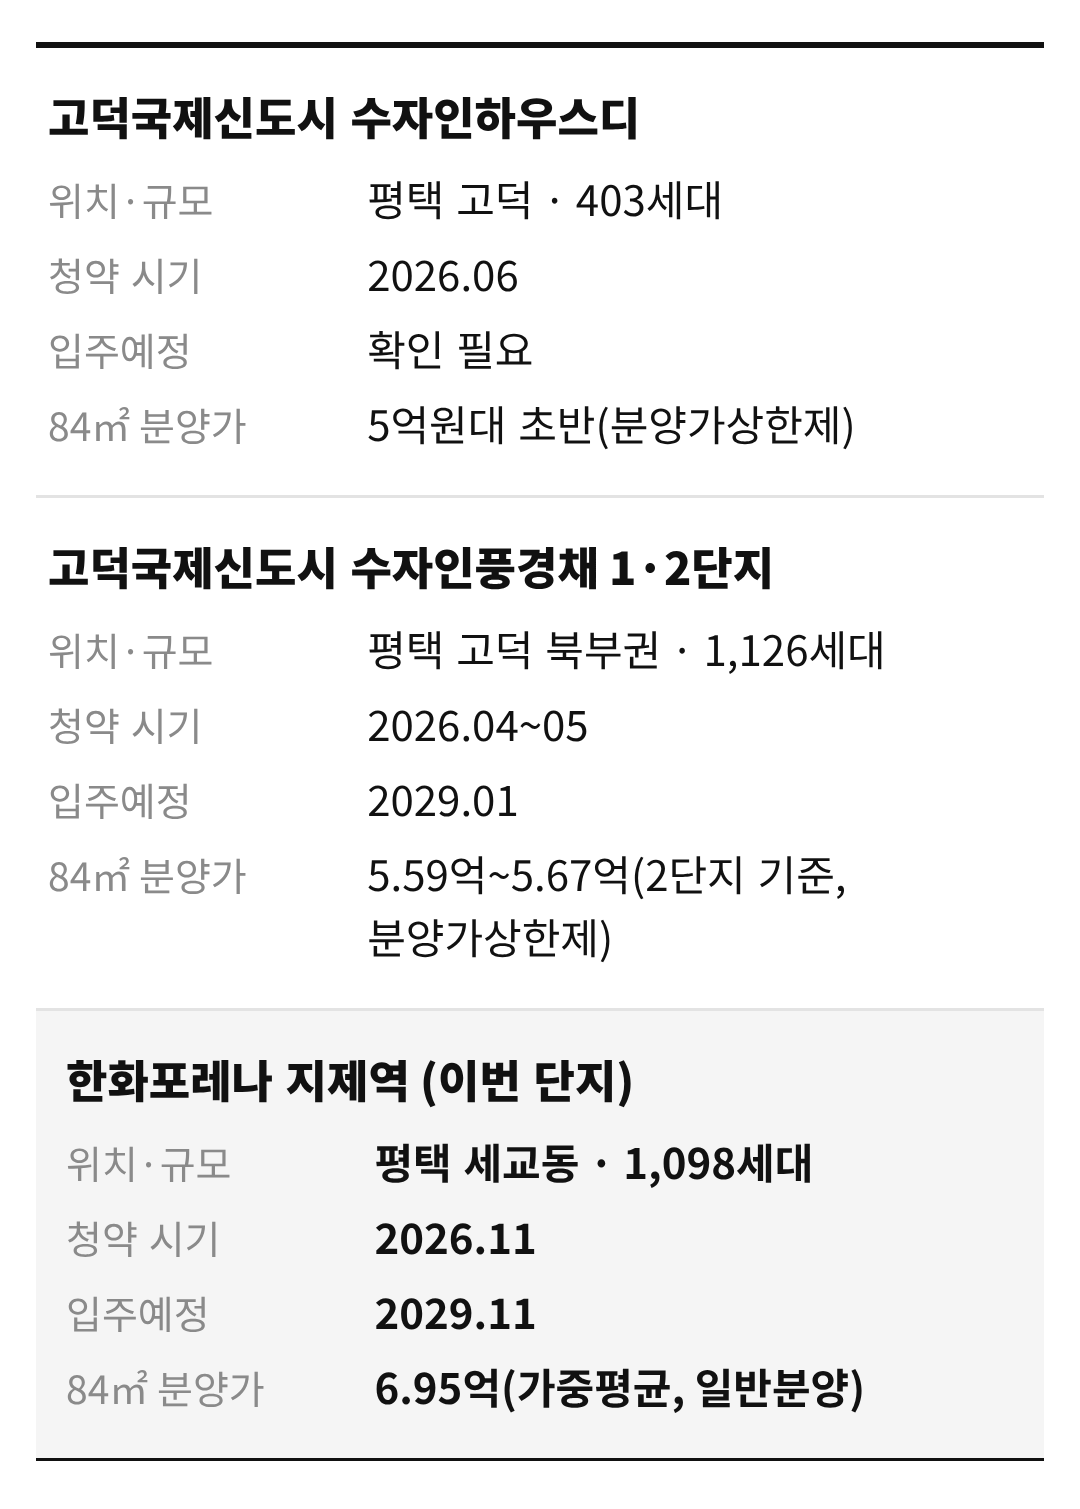 고덕국제신도시 수자인하우스디
위치·규모 평택 고덕 · 403세대
청약 시기 2026.06
입주예정 확인 필요
84㎡ 분양가 5억원대 초반(분양가상한제)
고덕국제신도시 수자인풍경채 1·2단지
위치·규모 평택 고덕 북부권 · 1,126세대
청약 시기 2026.04~05
입주예정 2029.01
84㎡ 분양가 5.59억~5.67억(2단지 기준,
분양가상한제)
한화포레나 지제역 (이번 단지)
위치·규모 평택 세교동 · 1,098세대
청약 시기 2026.11
입주예정 2029.11
84㎡ 분양가 6.95억(가중평균, 일반분양)